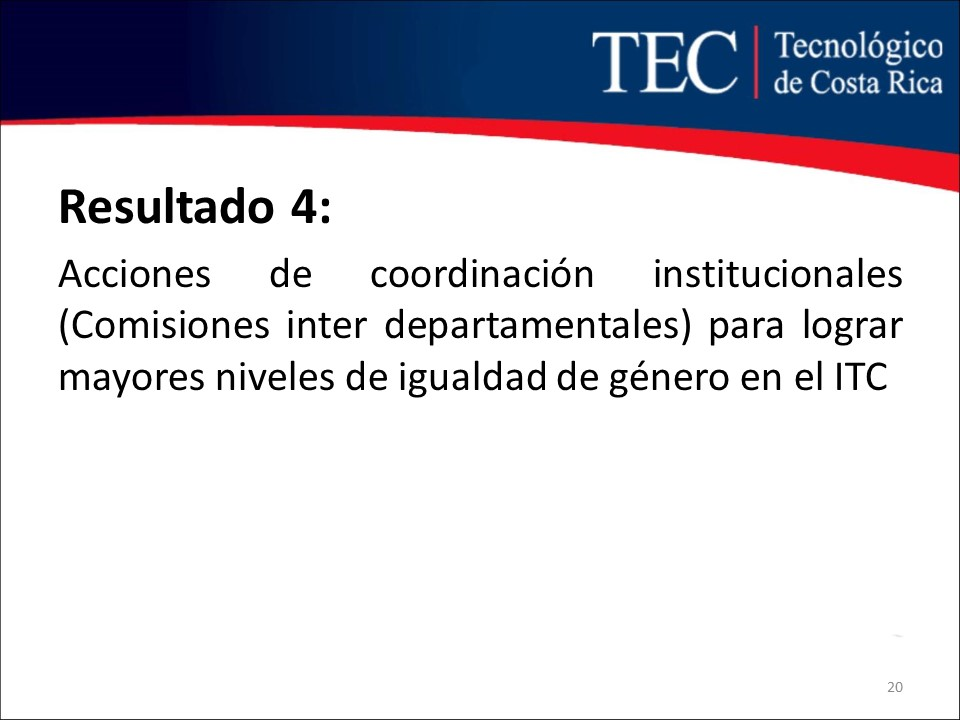 TEC
Tecnológico
de Costa Rica
Resultado 4:
Acciones de coordinación institucionales
(Comisiones inter departamentales) para lograr
mayores niveles de igualdad de género en el ITC
20